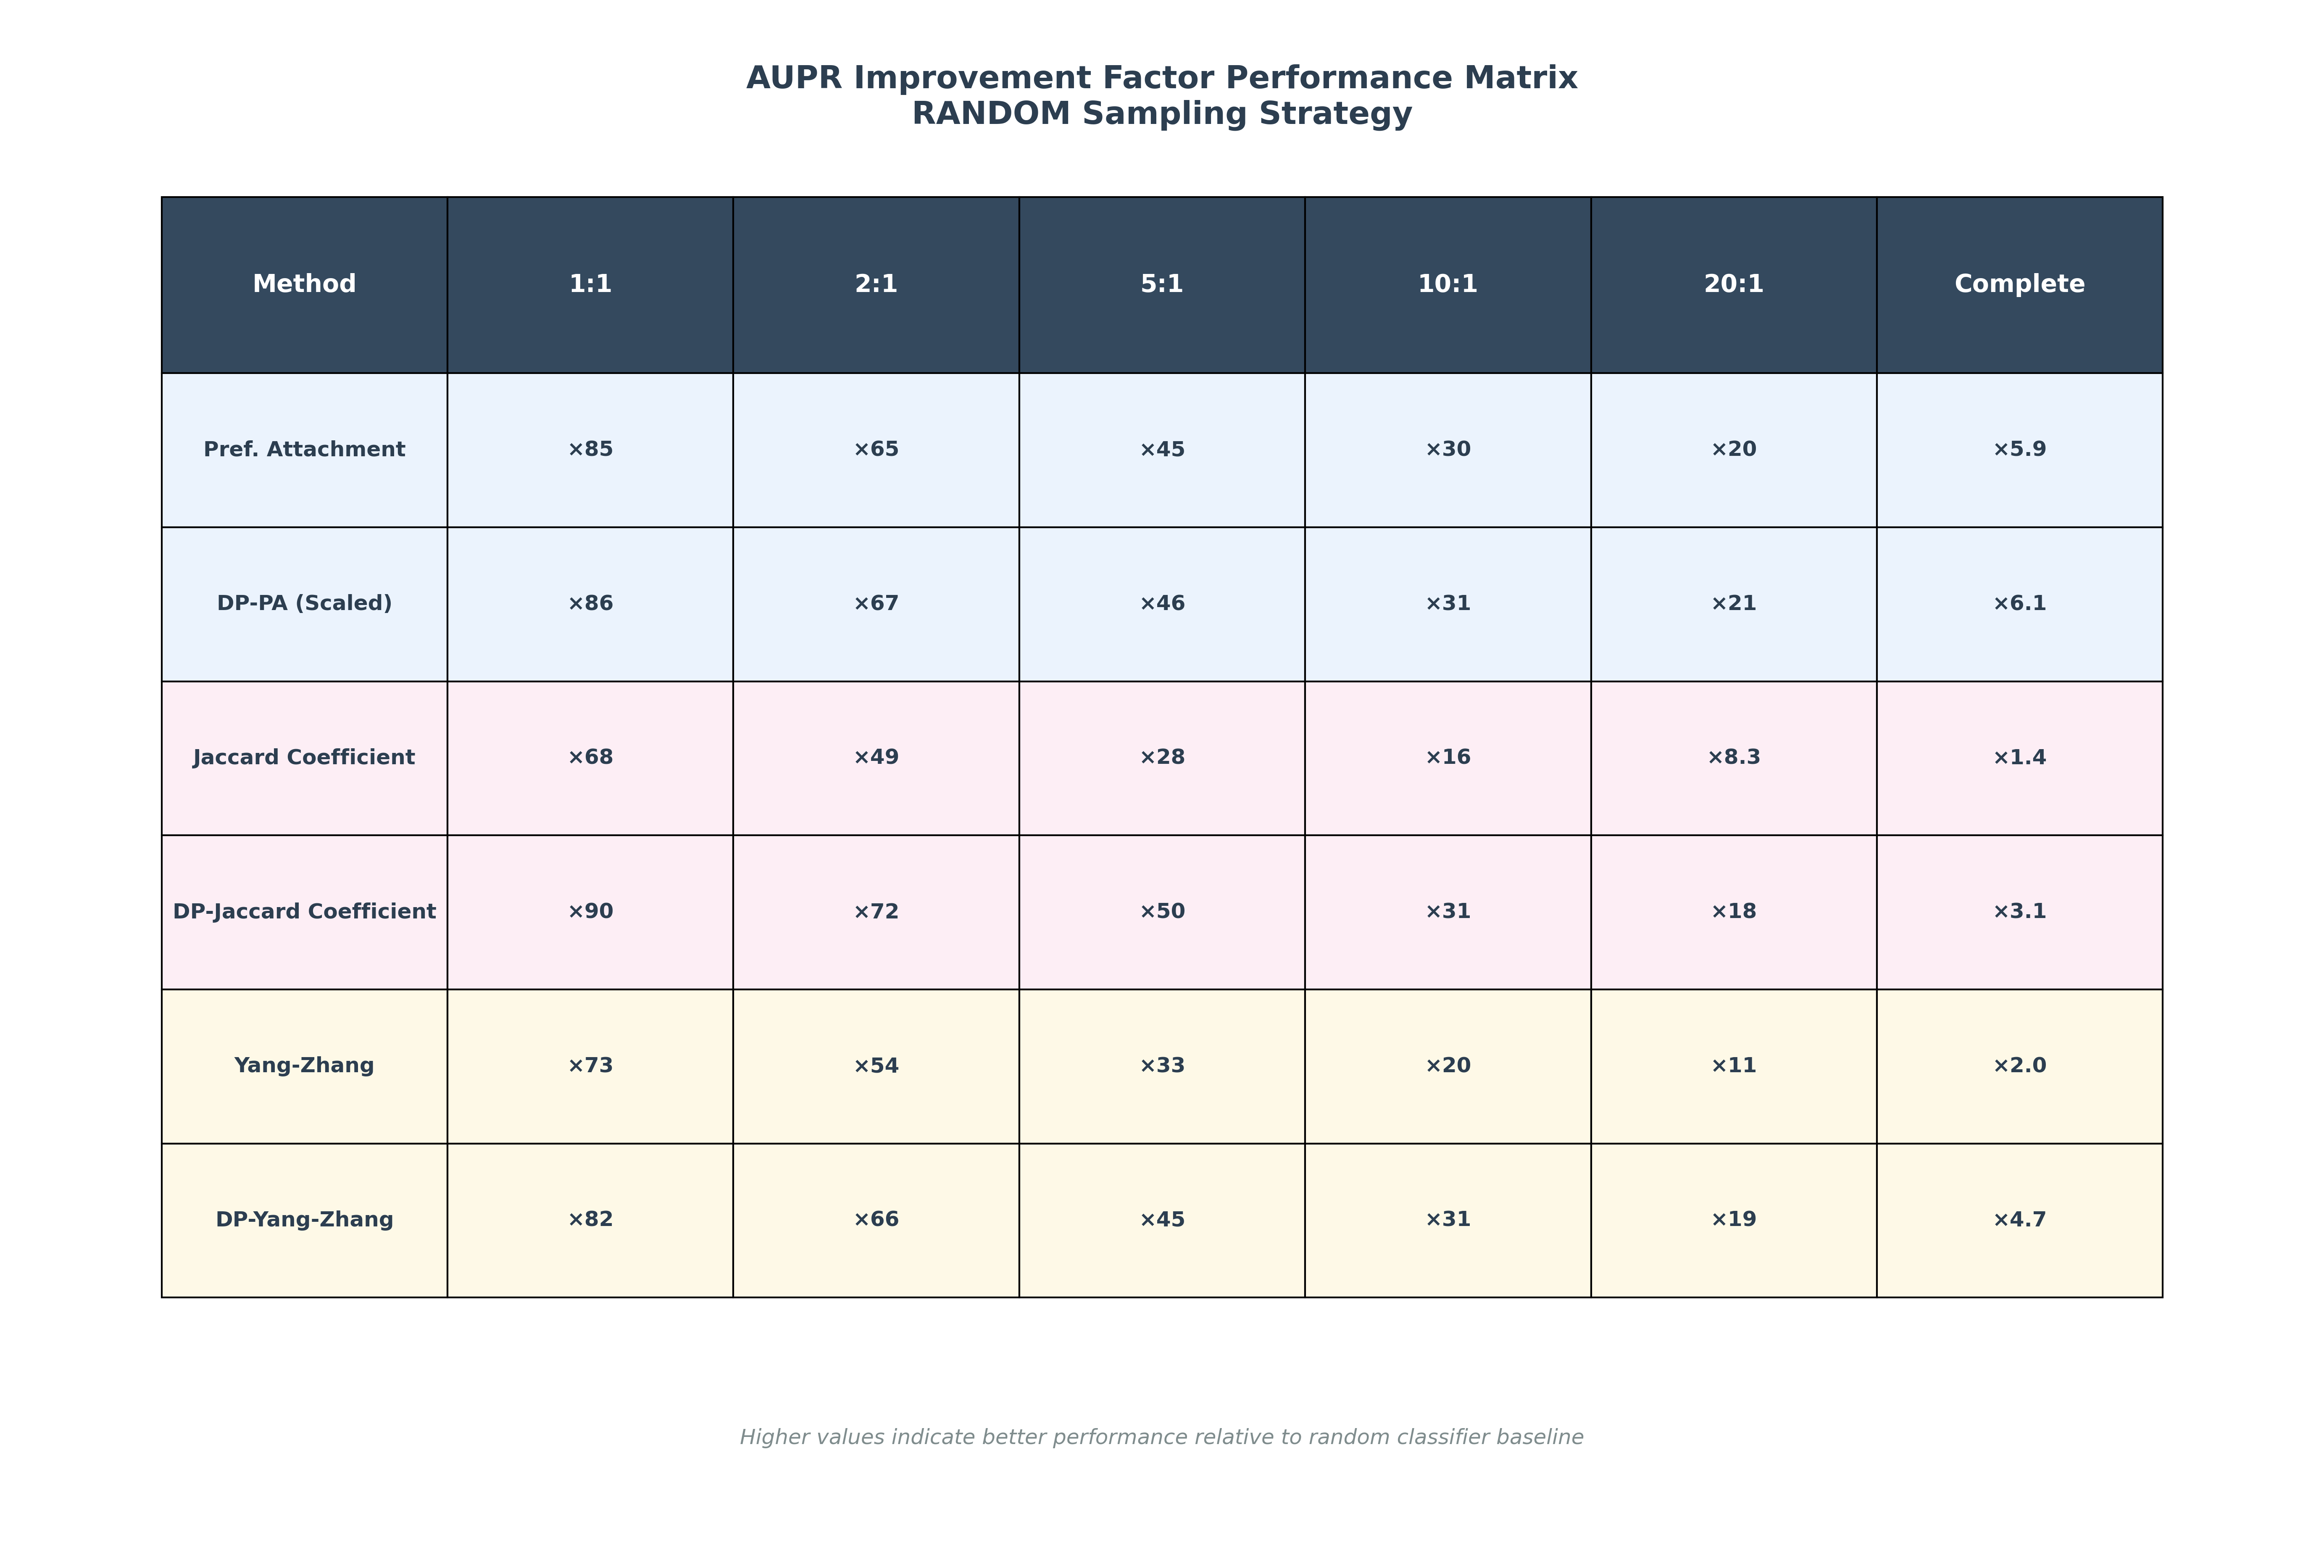 AUPR Improvement Factor Performance Matrix
RANDOM Sampling Strategy
Method 1:1 2:1 5:1 10:1 20:1 Complete
Pref. Attachment ×85 ×65 ×45 ×30 ×20 ×5.9
DP-PA (Scaled) ×86 ×67 ×46 ×31 ×21 ×6.1
Jaccard Coefficient ×68 ×49 ×28 ×16 ×8.3 ×1.4
DP-Jaccard Coefficient ×90 ×72 ×50 ×31 ×18 ×3.1
Yang-Zhang ×73 ×54 ×33 ×20 ×11 ×2.0
DP-Yang-Zhang ×82 ×66 ×45 ×31 ×19 ×4.7
Higher values indicate better performance relative to random classifier baseline